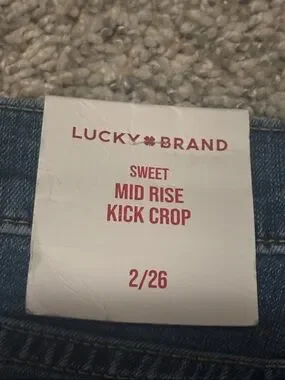 LUCKY BRAND
SWEET
MID RISE
KICK CROP
2/26